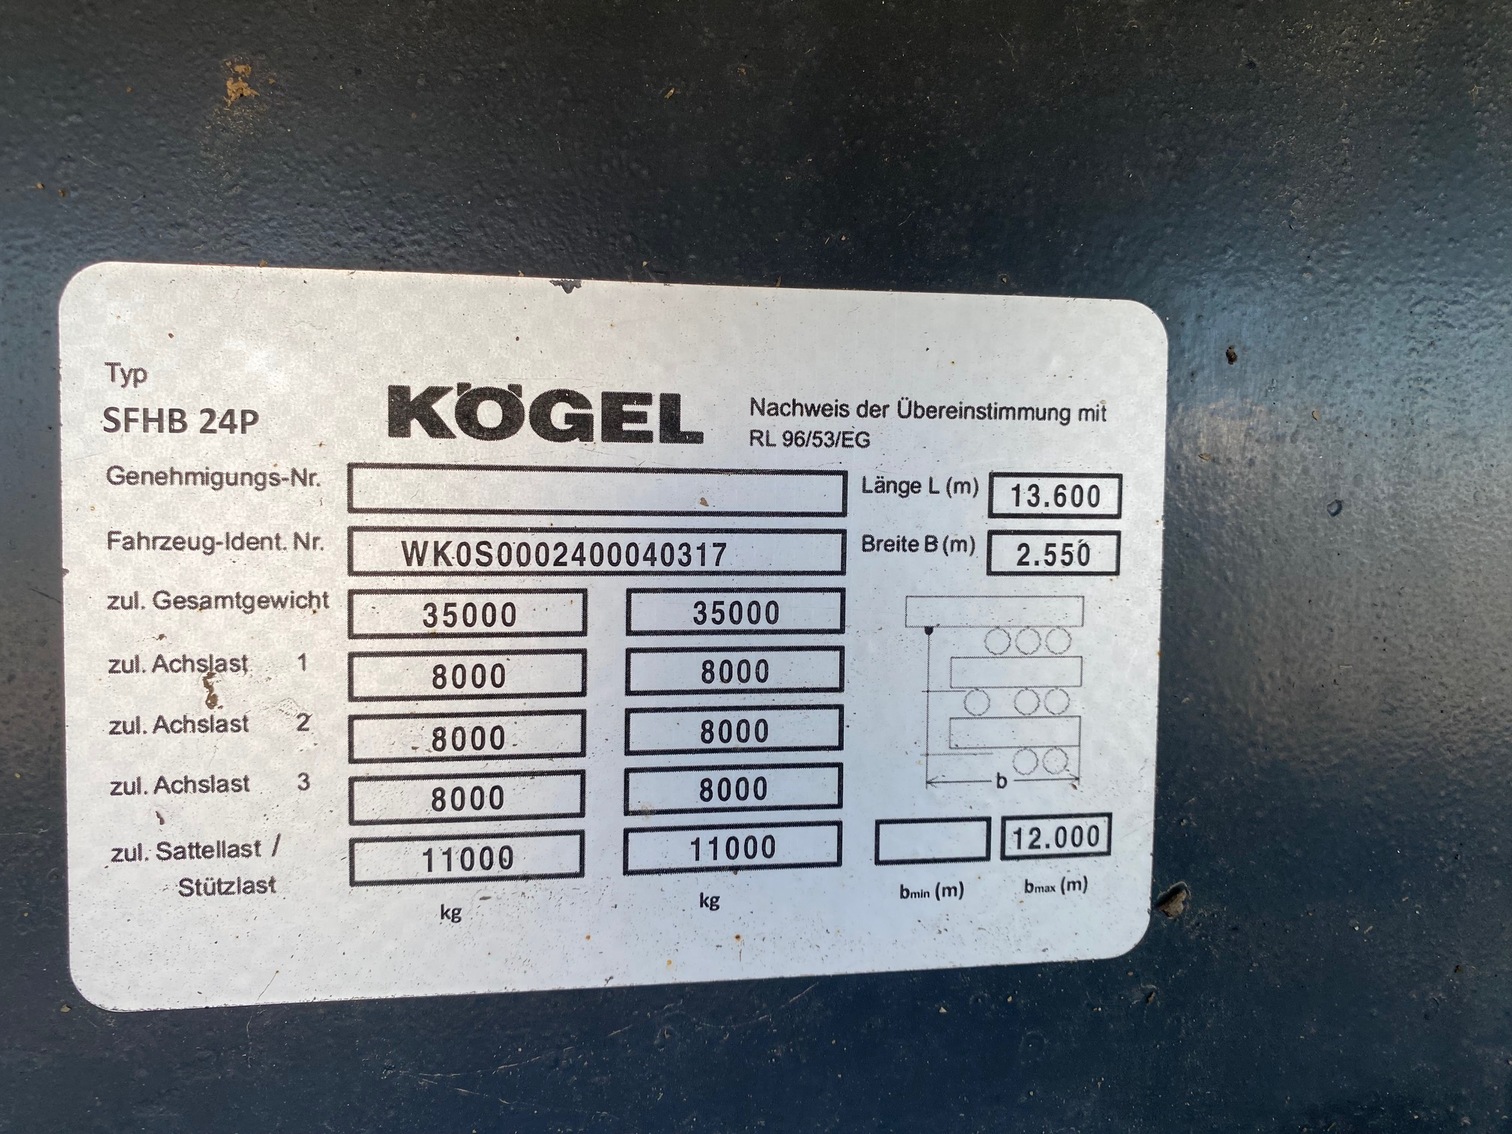 Typ
SFHB 24P
KÖGEL
Nachweis der Übereinstimmung mit
RL 96/53/EG
Genehmigungs-Nr.
Länge L (m) 13.600
Fahrzeug-Ident. Nr. WK0S0002400040317
Breite B (m) 2.550
zul. Gesamtgewicht 35000 35000
zul. Achslast 1 8000 8000
zul. Achslast 2 8000 8000
zul. Achslast 3 8000 8000
b
zul. Sattellast / Stützlast 11000 11000
12.000
kg kg
bmin (m) bmax (m)